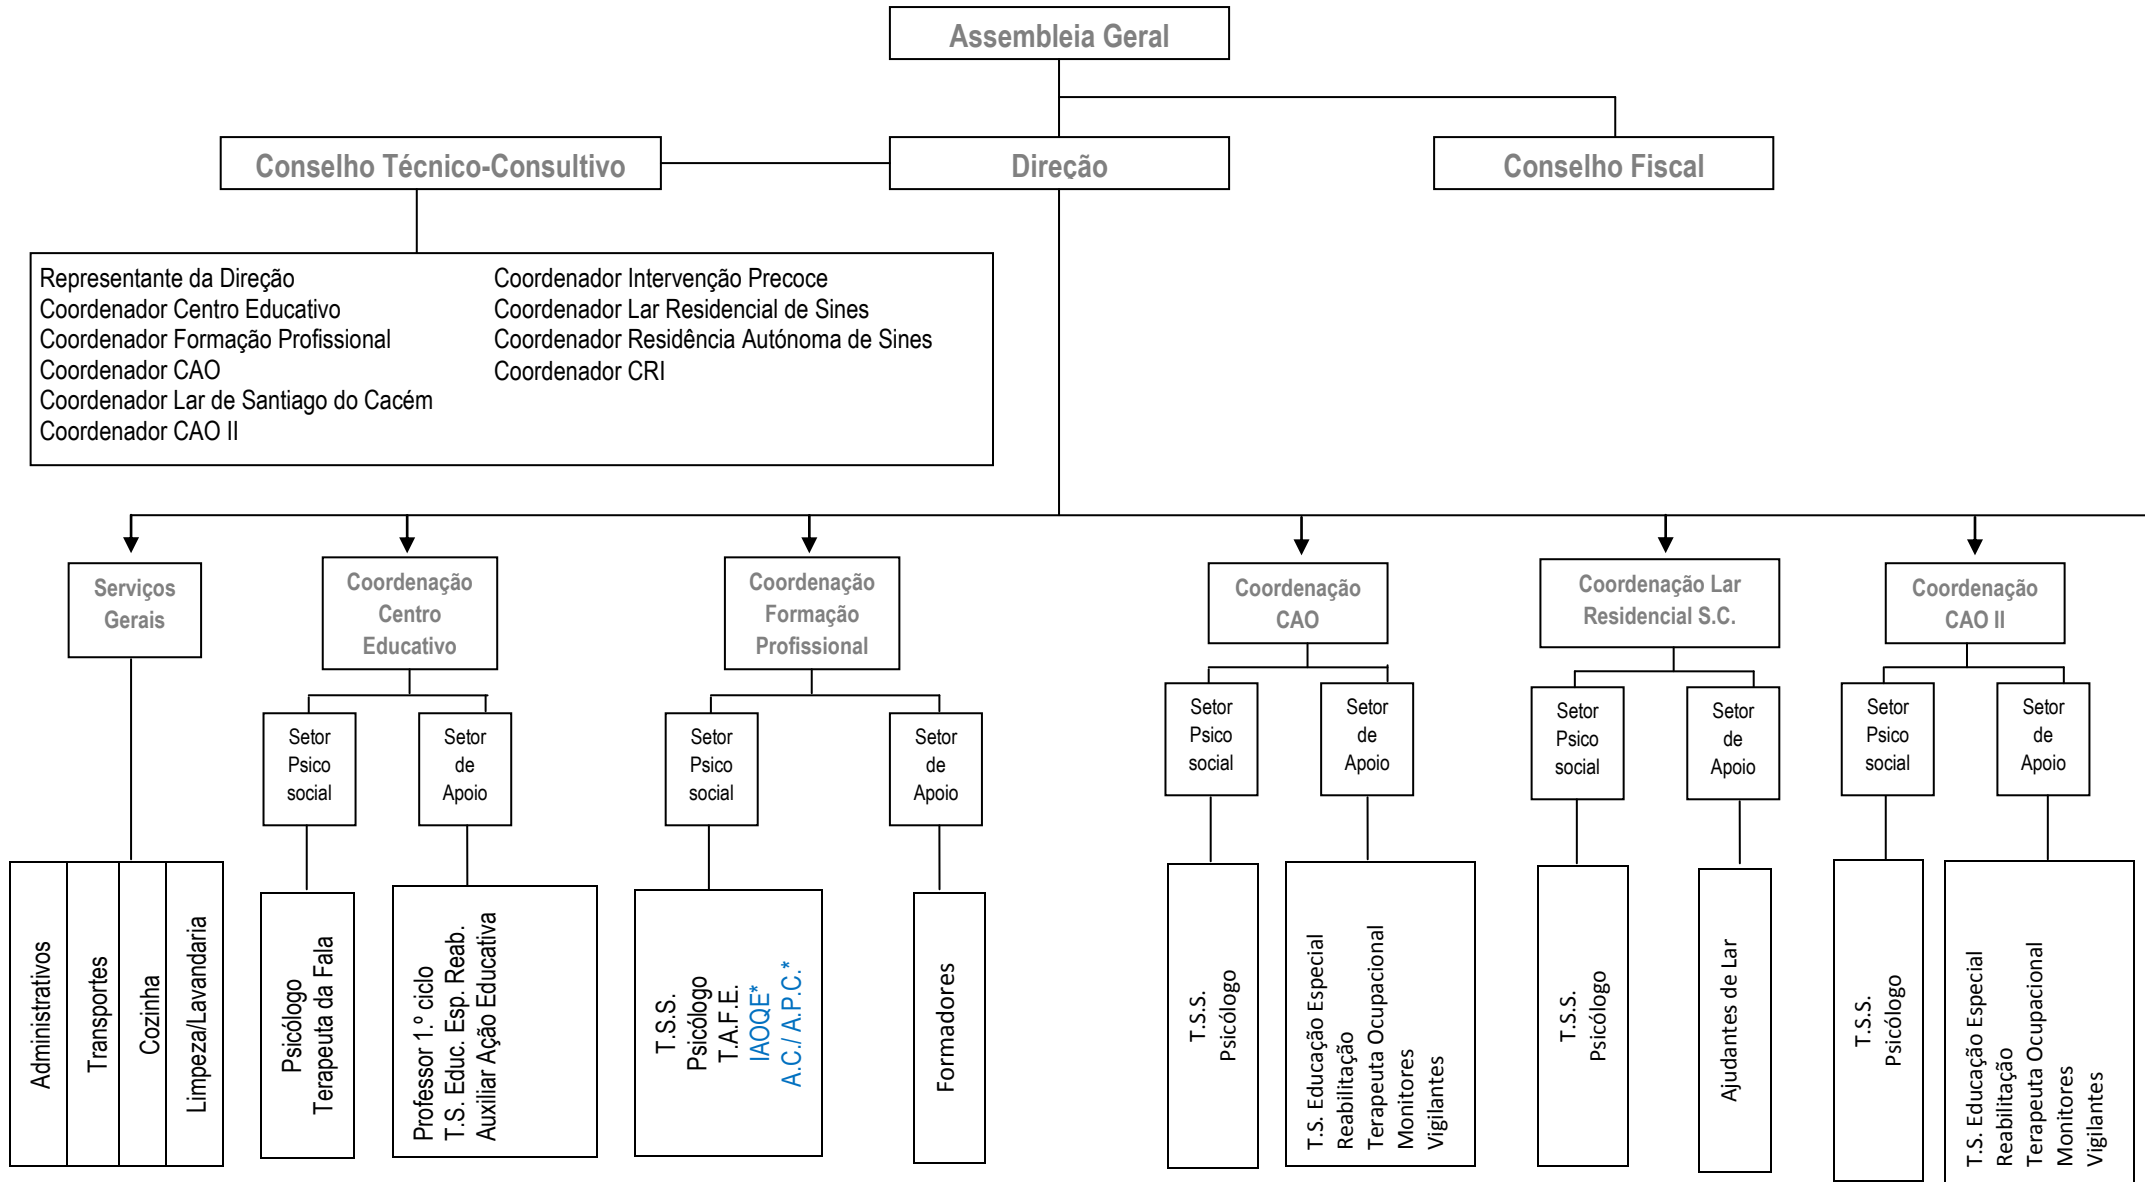 Assembleia Geral
Conselho Técnico-Consultivo
Direção
Conselho Fiscal
Representante da Direção
Coordenador Centro Educativo
Coordenador Formação Profissional
Coordenador CAO
Coordenador Lar de Santiago do Cacém
Coordenador CAO II
Coordenador Intervenção Precoce
Coordenador Lar Residencial de Sines
Coordenador Residência Autónoma de Sines
Coordenador CRI
Serviços
Gerais
Coordenação
Centro
Educativo
Coordenação
Formação
Profissional
Coordenação
CAO
Coordenação Lar
Residencial S.C.
Coordenação
CAO II
Setor
Psico
social
Setor
de
Apoio
Setor
Psico
social
Setor
de
Apoio
Setor
Psico
social
Setor
de
Apoio
Setor
Psico
social
Setor
de
Apoio
Setor
Psico
social
Setor
de
Apoio
Administrativos
Transportes
Cozinha
Limpeza/Lavandaria
Psicólogo
Terapeuta da Fala
Professor 1.º ciclo
T.S. Educ. Esp. Reab.
Auxiliar Ação Educativa
T.S.S.
Psicólogo
T.A.F.E.
IAOQE*
A.C./ A.P.C.*
Formadores
T.S.S.
Psicólogo
T.S. Educação Especial
Reabilitação
Terapeuta Ocupacional
Monitores
Vigilantes
T.S.S.
Psicólogo
Ajudantes de Lar
T.S.S.
Psicólogo
T.S. Educação Especial
Reabilitação
Terapeuta Ocupacional
Monitores
Vigilantes